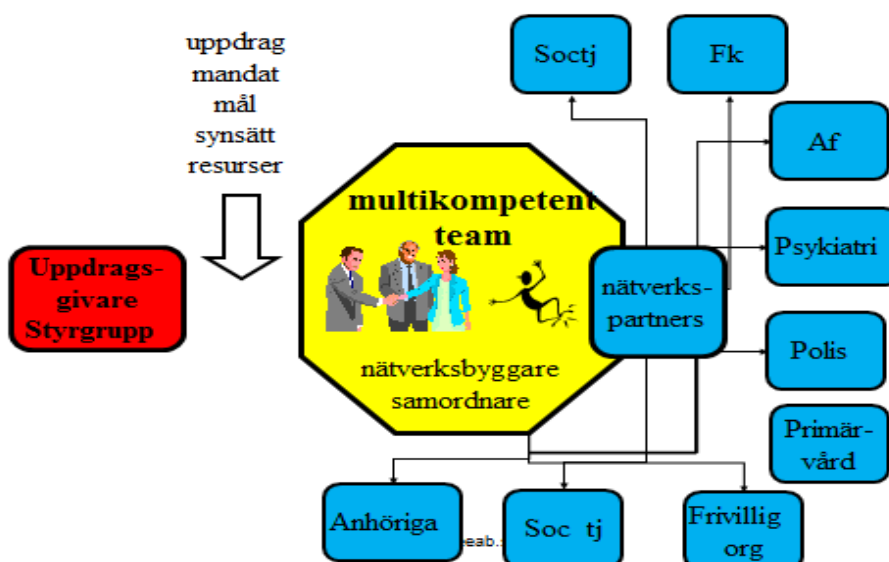 uppdrag
mandat
mål
synsätt
resurser
Soctj
Fk
Af
multikompetent
team
Uppdrags-
givare
Styrgrupp
nätverks-
partners
Psykiatri
nätverksbyggare
samordnare
Polis
Primär-
vård
Anhöriga
Soc tj
Frivillig
org
eab.s